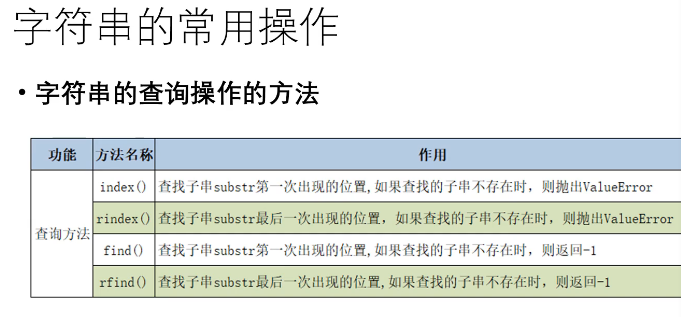 字符串的常用操作
•字符串的查询操作的方法
功能 方法名称 作用
查询方法
index() 查找子串substr第一次出现的位置,如果查找的子串不存在时，则抛出ValueError
rindex() 查找子串substr最后一次出现的位置，如果查找的子串不存在时，则抛出ValueError
find() 查找子串substr第一次出现的位置,如果查找的子串不存在时，则返回-1
rfind() 查找子串substr最后一次出现的位置,如果查找的子串不存在时，则返回-1